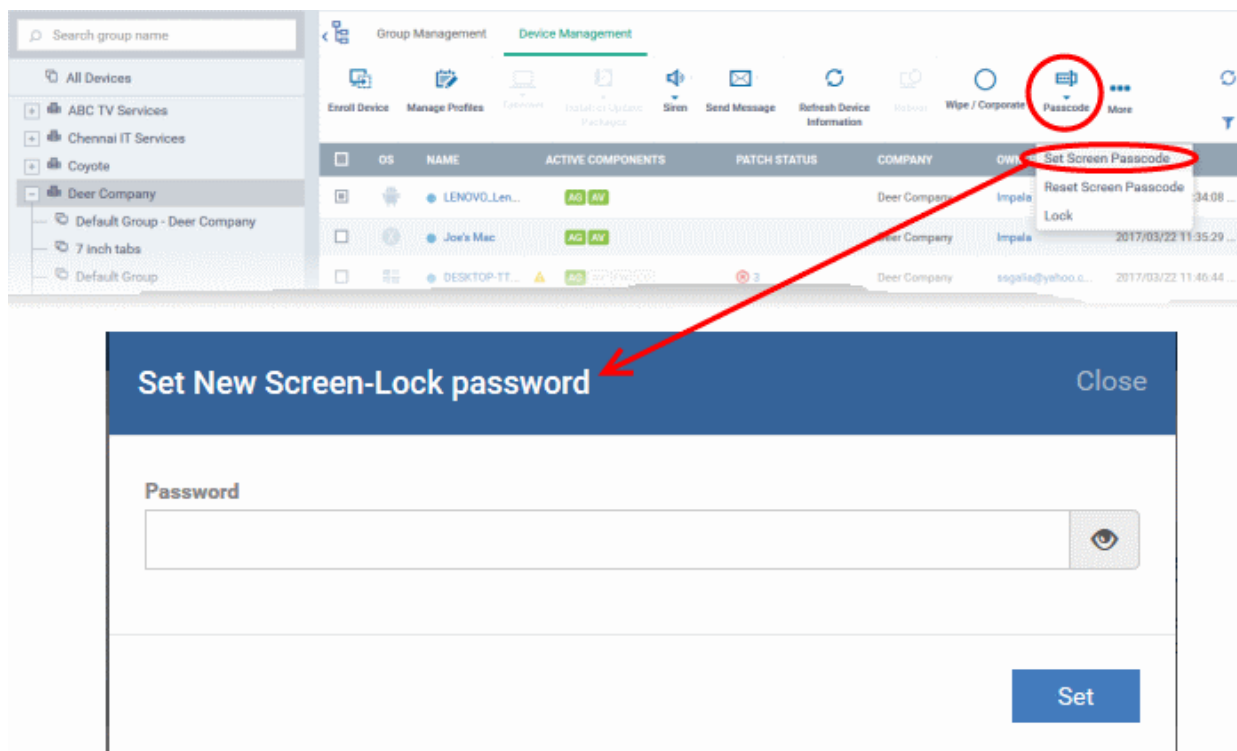 Search group name
Group Management Device Management
All Devices
ABC TV Services
Chennai IT Services
Coyote
Deer Company
Default Group - Deer Company
7 inch tabs
Default Group
Enroll Device Manage Profiles Siren Send Message Refresh Device Information Reboot Wipe / Corporate Passcode More
OS NAME ACTIVE COMPONENTS PATCH STATUS COMPANY
Set Screen Passcode
Reset Screen Passcode
Lock
LENOVO_Len... AG AV Deer Company Impala :34:08 ...
Joe's Mac AG AV Deer Company Impala 2017/03/22 11:35:29 ...
DESKTOP-TT... AG 3 Deer Company 2017/03/22 11:46:44 ...
Set New Screen-Lock password Close
Password
Set